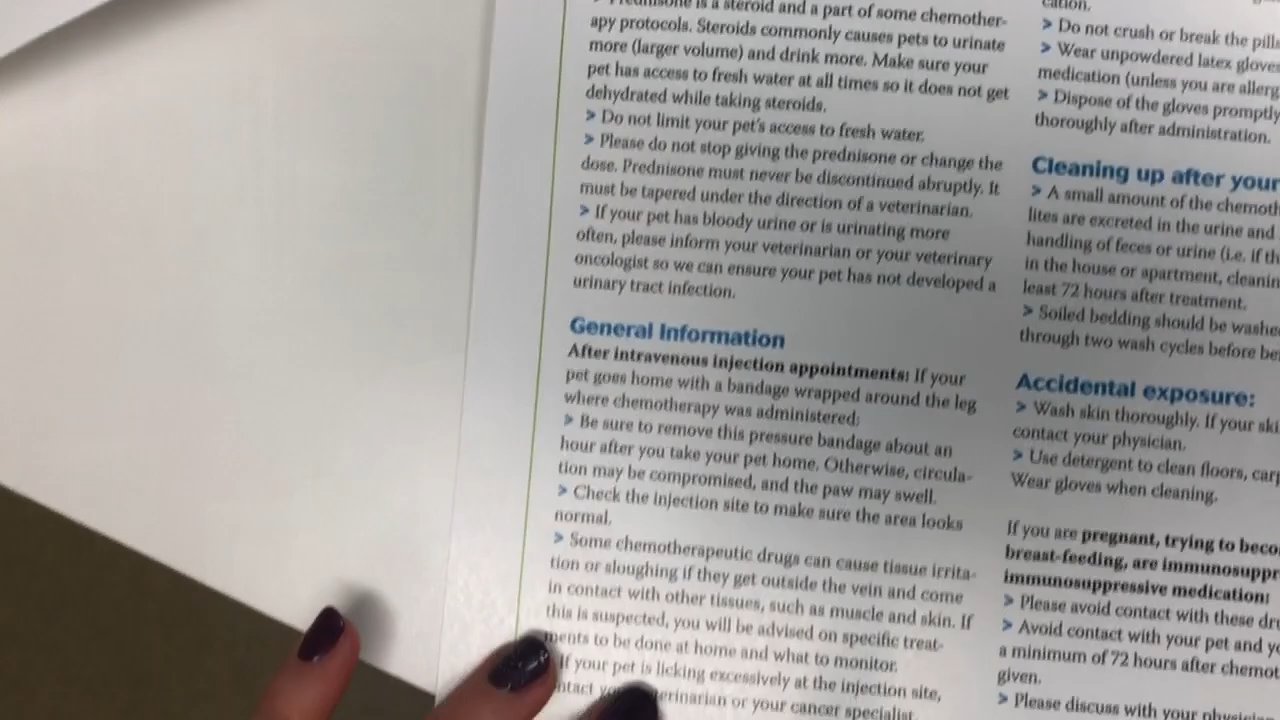 > Prednisone is a steroid and a part of some chemother-
apy protocols. Steroids commonly causes pets to urinate
more (larger volume) and drink more. Make sure your
pet has access to fresh water at all times so it does not get
dehydrated while taking steroids.
> Do not limit your pet's access to fresh water.
> Please do not stop giving the prednisone or change the
dose. Prednisone must never be discontinued abruptly. It
must be tapered under the direction of a veterinarian.
> If your pet has bloody urine or is urinating more
often, please inform your veterinarian or your veterinary
oncologist so we can ensure your pet has not developed a
urinary tract infection.
General Information
After intravenous injection appointments: If your
pet goes home with a bandage wrapped around the leg
where chemotherapy was administered:
> Be sure to remove this pressure bandage about an
hour after you take your pet home. Otherwise, circula-
tion may be compromised, and the paw may swell.
> Check the injection site to make sure the area looks
normal.
> Some chemotherapeutic drugs can cause tissue irrita-
tion or sloughing if they get outside the vein and come
in contact with other tissues, such as muscle and skin. If
this is suspected, you will be advised on specific treat-
ments to be done at home and what to monitor.
If your pet is licking excessively at the injection site,
or your cancer specialist.
cation.
> Do not crush or break the pills
> Wear unpowdered latex gloves
medication (unless you are allerg
> Dispose of the gloves promptly
thoroughly after administration.
Cleaning up after your
> A small amount of the chemoth
lites are excreted in the urine and
handling of feces or urine (i.e. if th
in the house or apartment, cleanin
least 72 hours after treatment.
> Soiled bedding should be washe
through two wash cycles before be
Accidental exposure:
> Wash skin thoroughly. If your ski
contact your physician.
> Use detergent to clean floors, carp
Wear gloves when cleaning.
If you are pregnant, trying to beco
breast-feeding, are immunosuppr
immunosuppressive medication:
> Please avoid contact with these dru
> Avoid contact with your pet and yo
a minimum of 72 hours after chemot
given.
> Please discuss with your physician